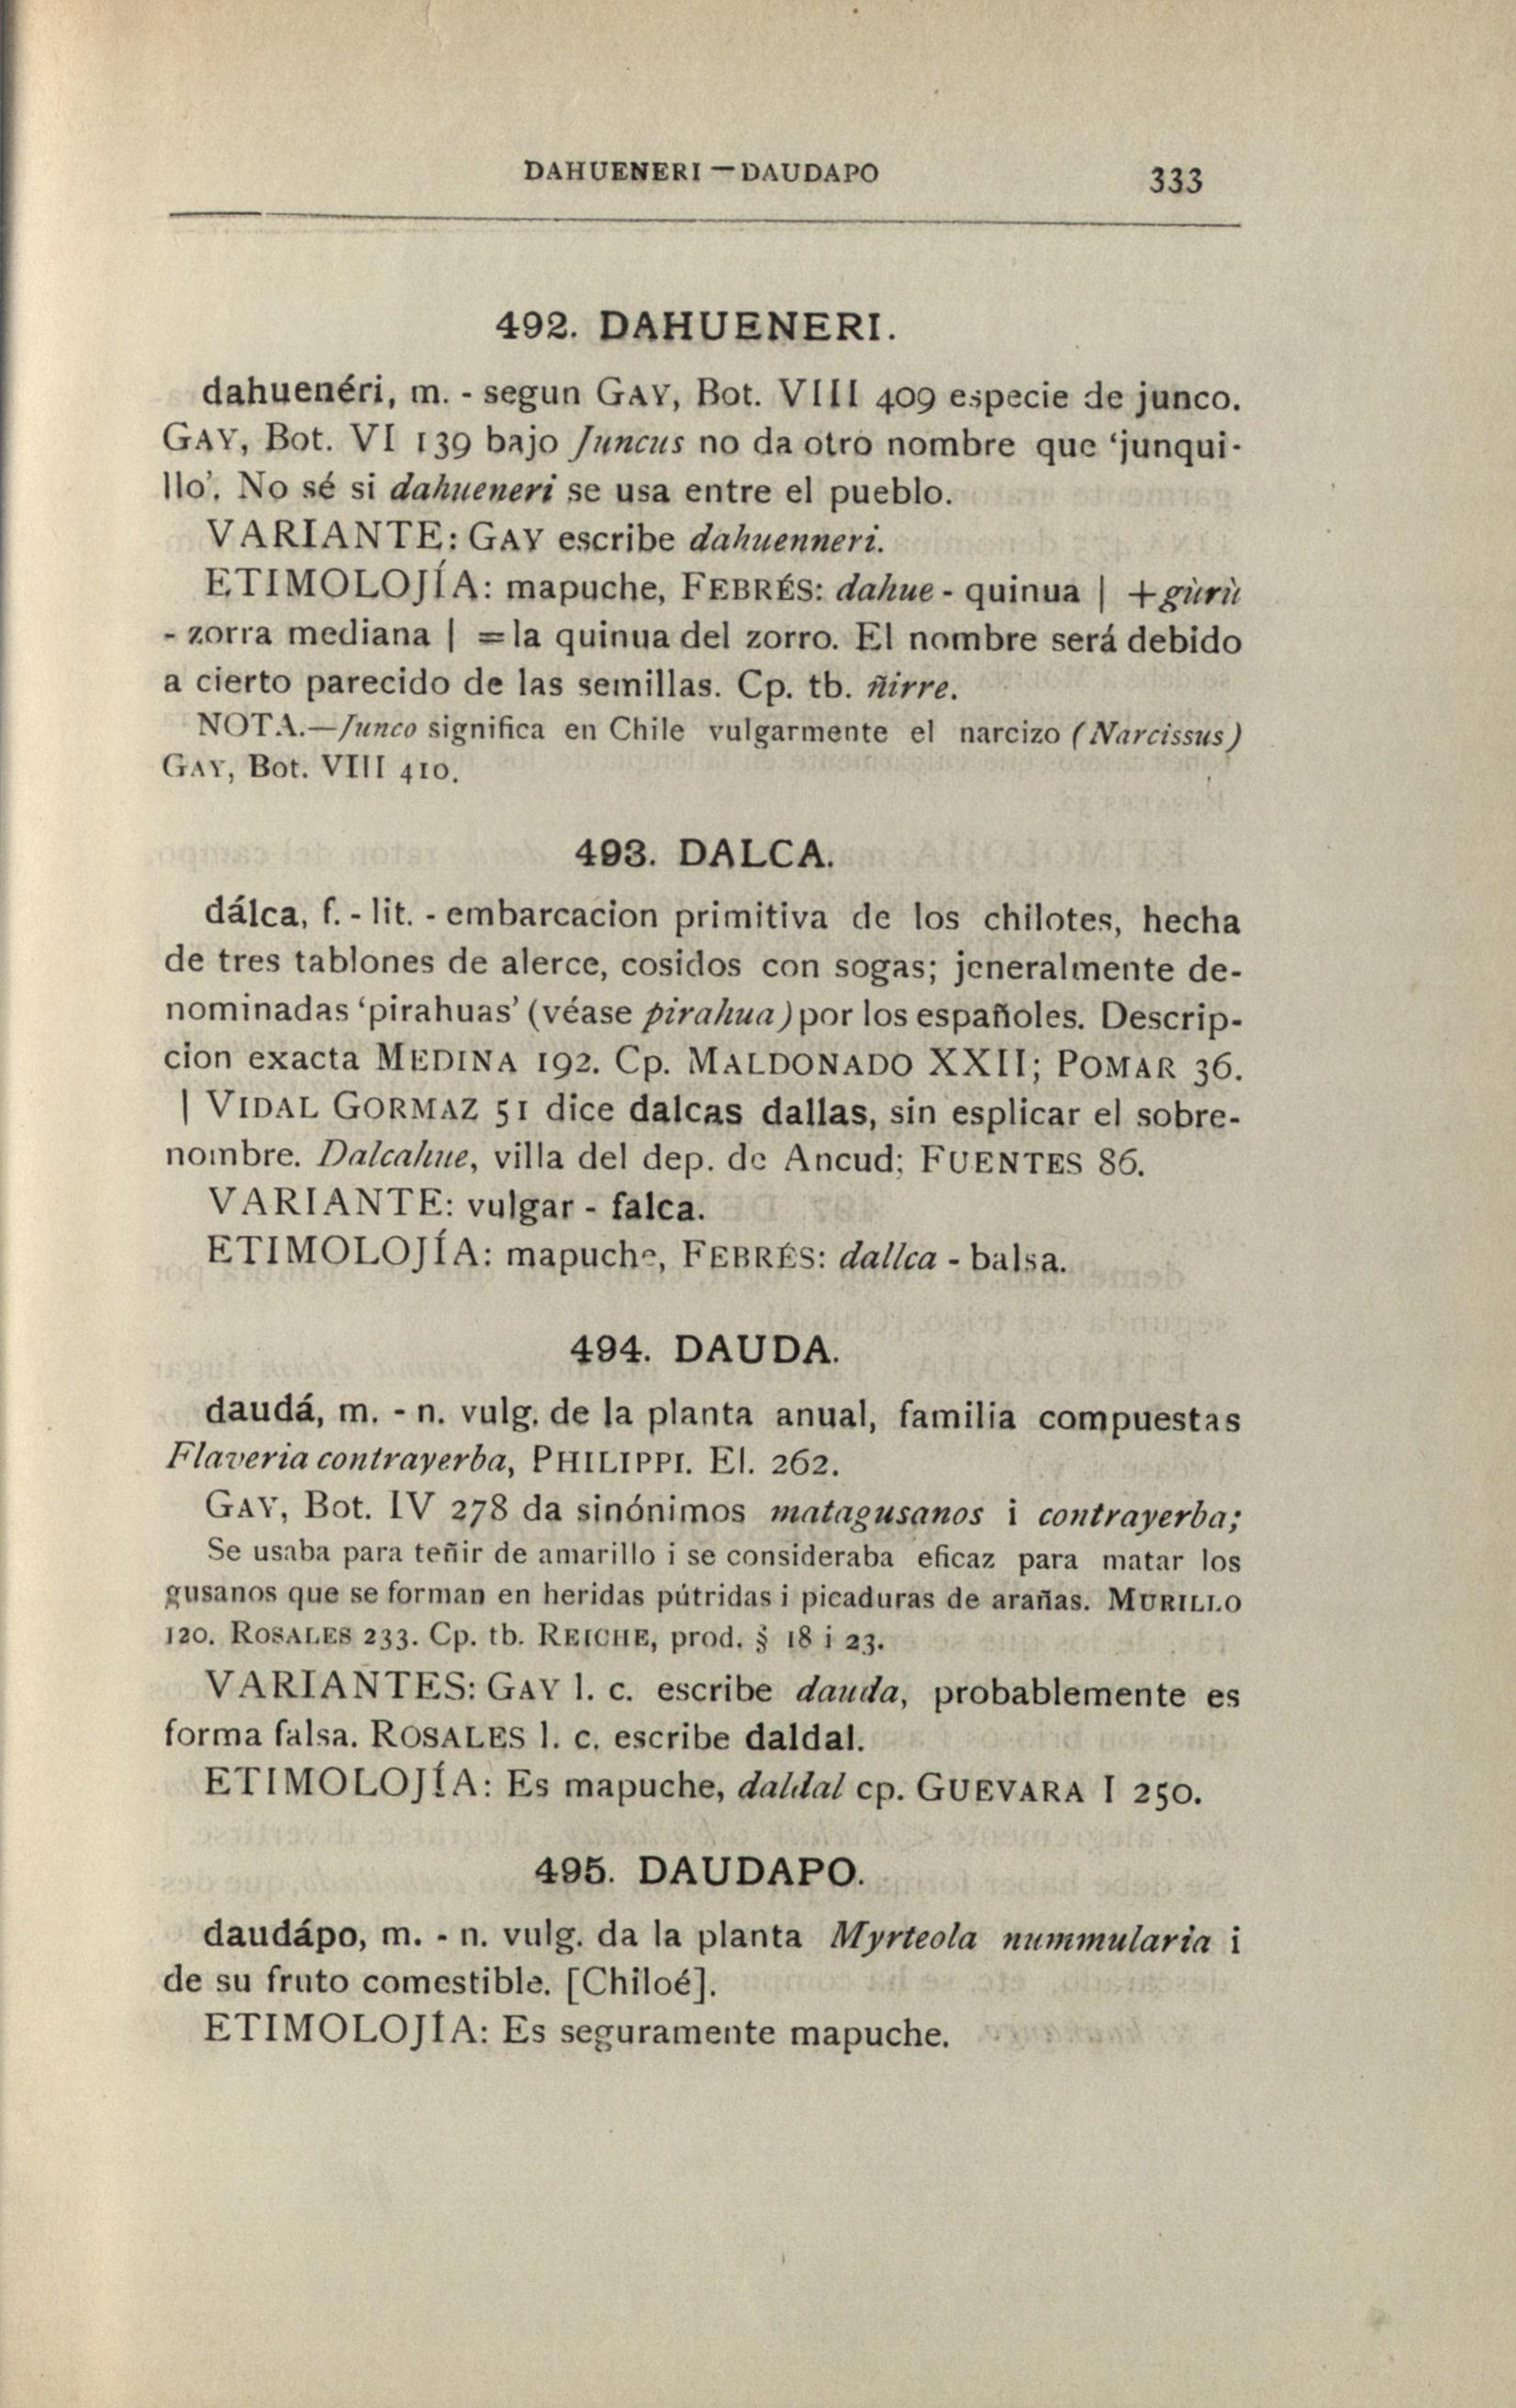 DAHUENERI — DAUDAPO 333
492. DAHUENERI.
dahuenéri, m. - segun GAY, Bot. VIII 409 especie de junco.
GAY, Bot. VI 139 bajo Juncus no da otro nombre que ‘junqui-
llo’. No sé si dahueneri se usa entre el pueblo.
VARIANTE: GAY escribe dahuenneri.
ETIMOLOJÍA: mapuche, FEBRÉS: dahue - quinua | + gùrù
- zorra mediana | = la quinua del zorro. El nombre será debido
a cierto parecido de las semillas. Cp. tb. ñirre.
NOTA.—Junco significa en Chile vulgarmente el narcizo (Narcissus)
GAY, Bot. VIII 410.
493. DALCA.
dálca, f. - lit. - embarcacion primitiva de los chilotes, hecha
de tres tablones de alerce, cosidos con sogas; jeneralmente de-
nominadas ‘pirahuas’ (véase pirahua) por los españoles. Descrip-
cion exacta MEDINA 192. Cp. MALDONADO XXII; POMAR 36.
| VIDAL GORMAZ 51 dice dalcas dallas, sin esplicar el sobre-
nombre. Dalcahue, villa del dep. de Ancud; FUENTES 86.
VARIANTE: vulgar - falca.
ETIMOLOJÍA: mapuche, FEBRÉS: dallca - balsa.
494. DAUDA.
daudá, m. - n. vulg. de la planta anual, familia compuestas
Flaveria contrayerba, PHILIPPI. El. 262.
GAY, Bot. IV 278 da sinónimos matagusanos i contrayerba;
Se usaba para teñir de amarillo i se consideraba eficaz para matar los
gusanos que se forman en heridas pútridas i picaduras de arañas. MURILLO
120. ROSALES 233. Cp. tb. REICHE, prod. § 18 i 23.
VARIANTES: GAY l. c. escribe dauda, probablemente es
forma falsa. ROSALES l. c. escribe daldal.
ETIMOLOJÍA: Es mapuche, daldal cp. GUEVARA I 250.
495. DAUDAPO.
daudápo, m. - n. vulg. da la planta Myrteola nummularia i
de su fruto comestible. [Chiloé].
ETIMOLOJÍA: Es seguramente mapuche.